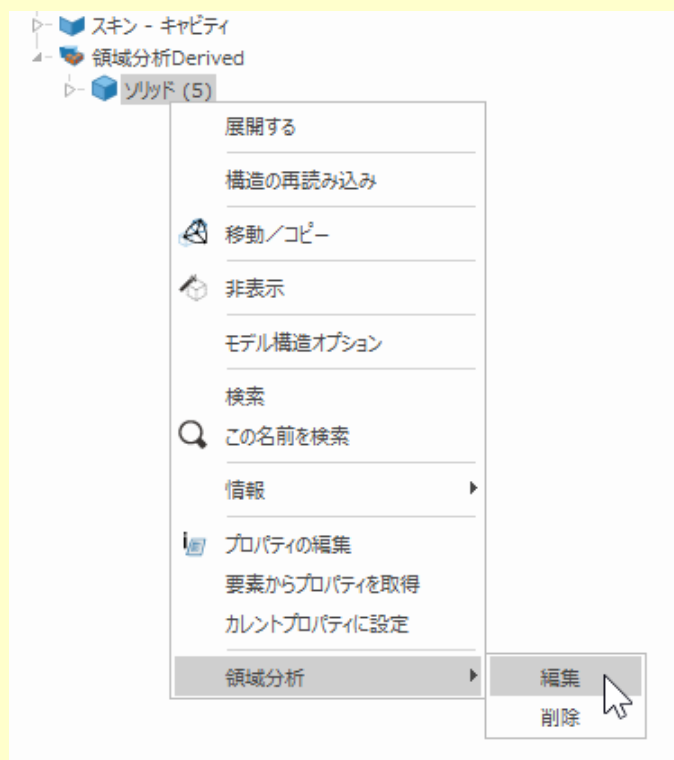 スキン - キャビティ
領域分析Derived
ソリッド (5)
展開する
構造の再読み込み
移動／コピー
非表示
モデル構造オプション
検索
この名前を検索
情報
プロパティの編集
要素からプロパティを取得
カレントプロパティに設定
領域分析
編集
削除